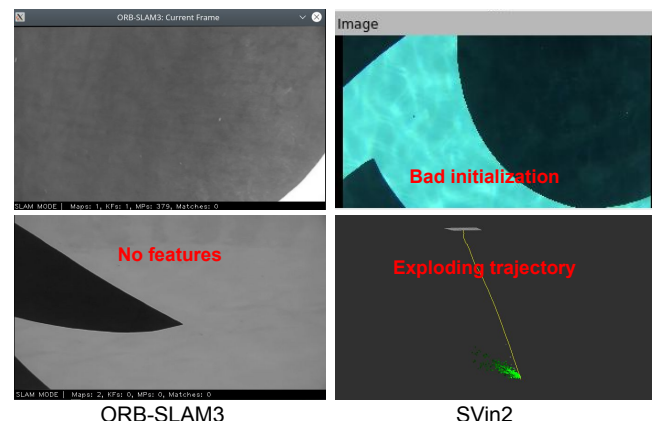 ORB-SLAM3: Current Frame
Image
Bad initialization
SLAM MODE | Maps: 1, KFs: 1, MPs: 379, Matches: 0
No features
Exploding trajectory
SLAM MODE | Maps: 2, KFs: 0, MPs: 0, Matches: 0
ORB-SLAM3
SVin2